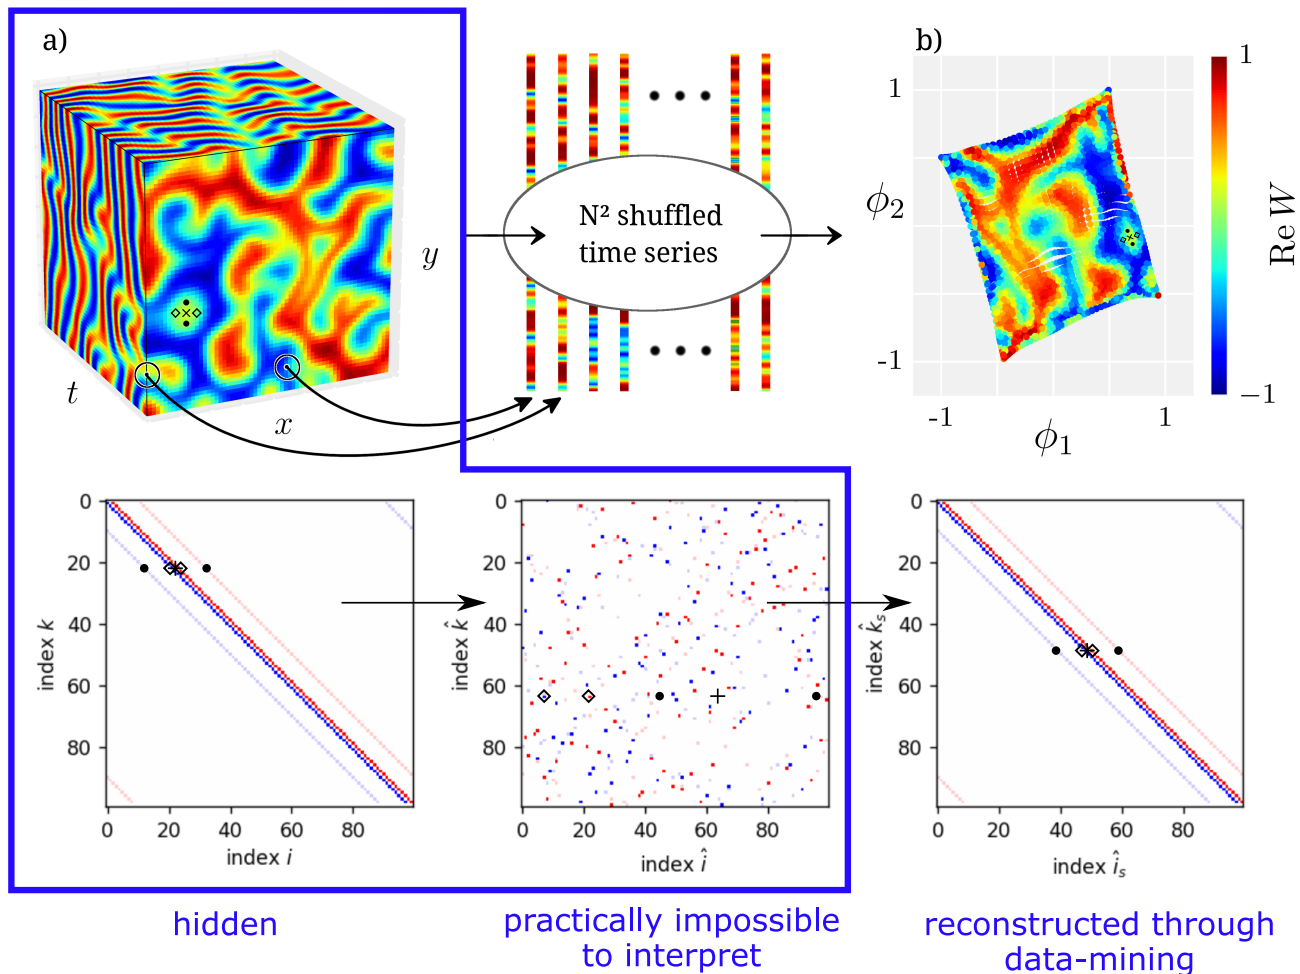 a)
t
x
y
N² shuffled
time series
b)
1
ϕ₂
-1
-1
1
ϕ₁
1
Re W
−1
0
20
40
60
80
index k
0
20
40
60
80
index i
0
20
40
60
80
index k̂
0
20
40
60
80
index î
0
20
40
60
80
index k̂ₛ
0
20
40
60
80
index îₛ
hidden
practically impossible
to interpret
reconstructed through
data-mining